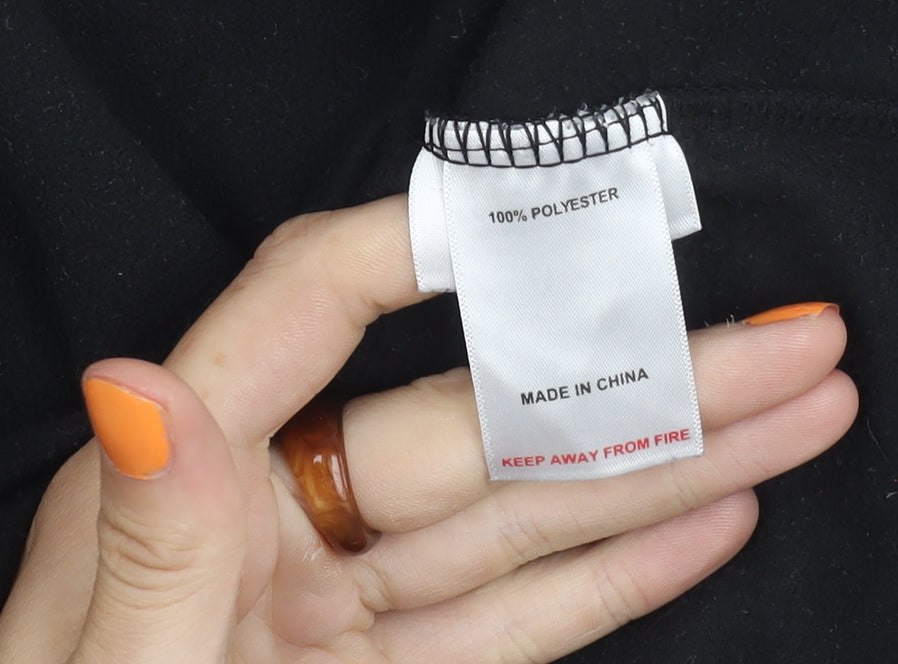 100% POLYESTER
MADE IN CHINA
KEEP AWAY FROM FIRE